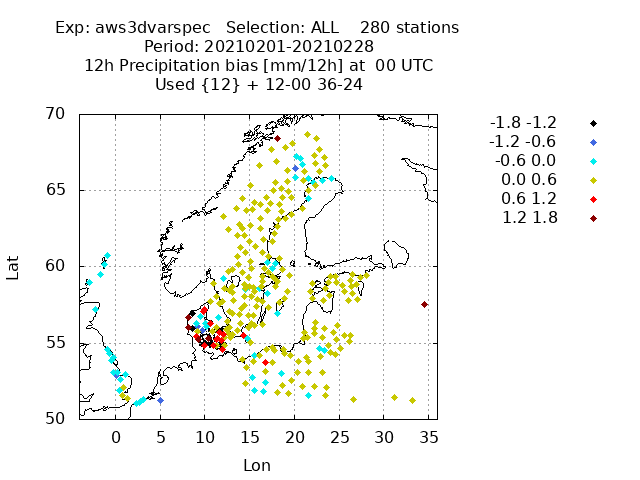 Exp: aws3dvarspec   Selection: ALL    280 stations
Period: 20210201-20210228
12h Precipitation bias [mm/12h] at  00 UTC
Used {12} + 12-00 36-24
-1.8 -1.2
-1.2 -0.6
-0.6 0.0
0.0 0.6
0.6 1.2
1.2 1.8
70
65
60
55
50
Lat
0 5 10 15 20 25 30 35
Lon